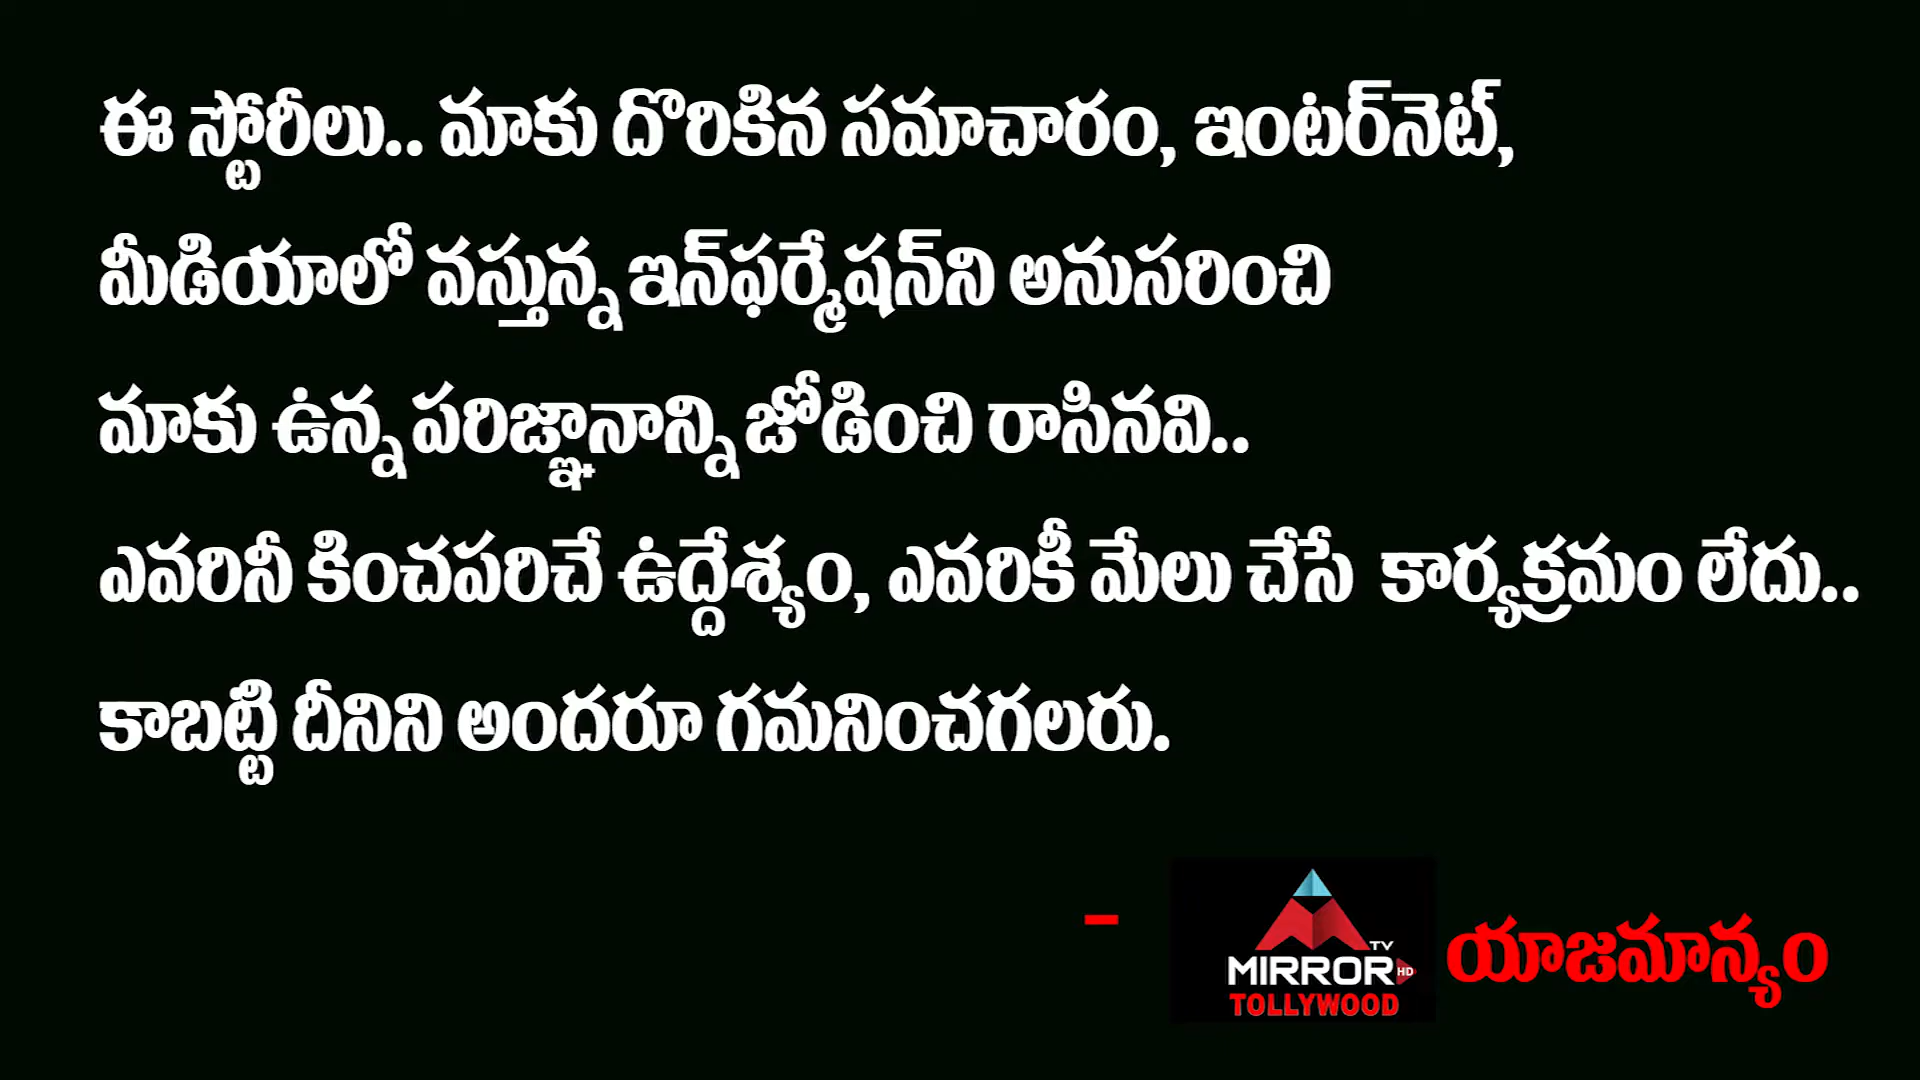 ఈ స్టోరీలు.. మాకు దొరికిన సమాచారం, ఇంటర్‌నెట్,
మీడియాలో వస్తున్న ఇన్‌ఫర్మేషన్‌ని అనుసరించి
మాకు ఉన్న పరిజ్ఞానాన్ని జోడించి రాసినవి..
ఎవరినీ కించపరిచే ఉద్దేశ్యం, ఎవరికీ మేలు చేసే కార్యక్రమం లేదు..
కాబట్టి దీనిని అందరూ గమనించగలరు.
- TV MIRROR HD TOLLYWOOD యాజమాన్యం